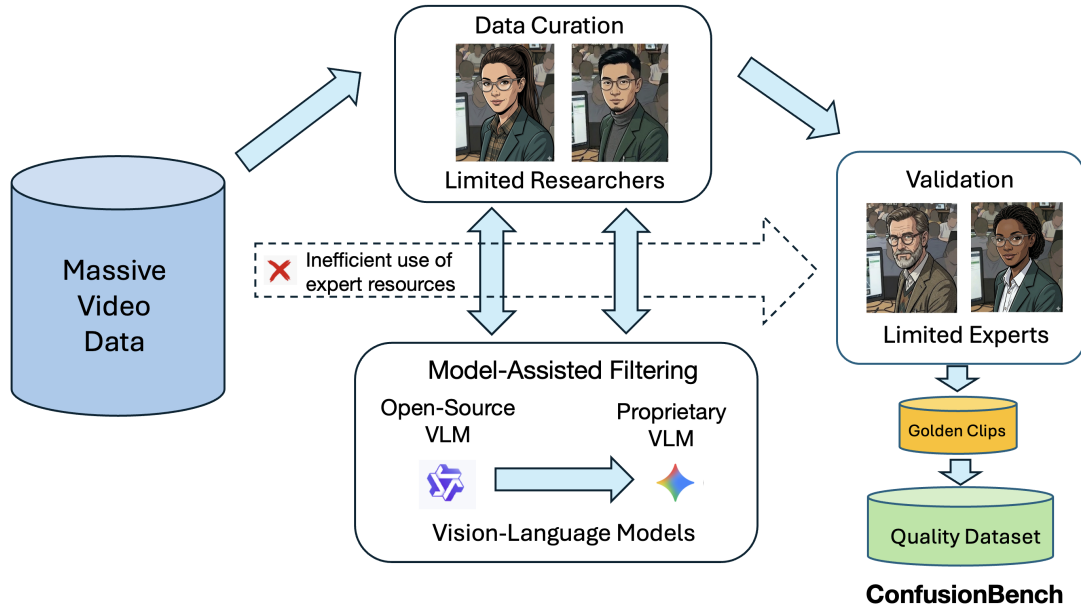 Data Curation
Limited Researchers
Massive
Video
Data
Inefficient use of
expert resources
Validation
Limited Experts
Model-Assisted Filtering
Open-Source
VLM
Proprietary
VLM
Vision-Language Models
Golden Clips
Quality Dataset
ConfusionBench